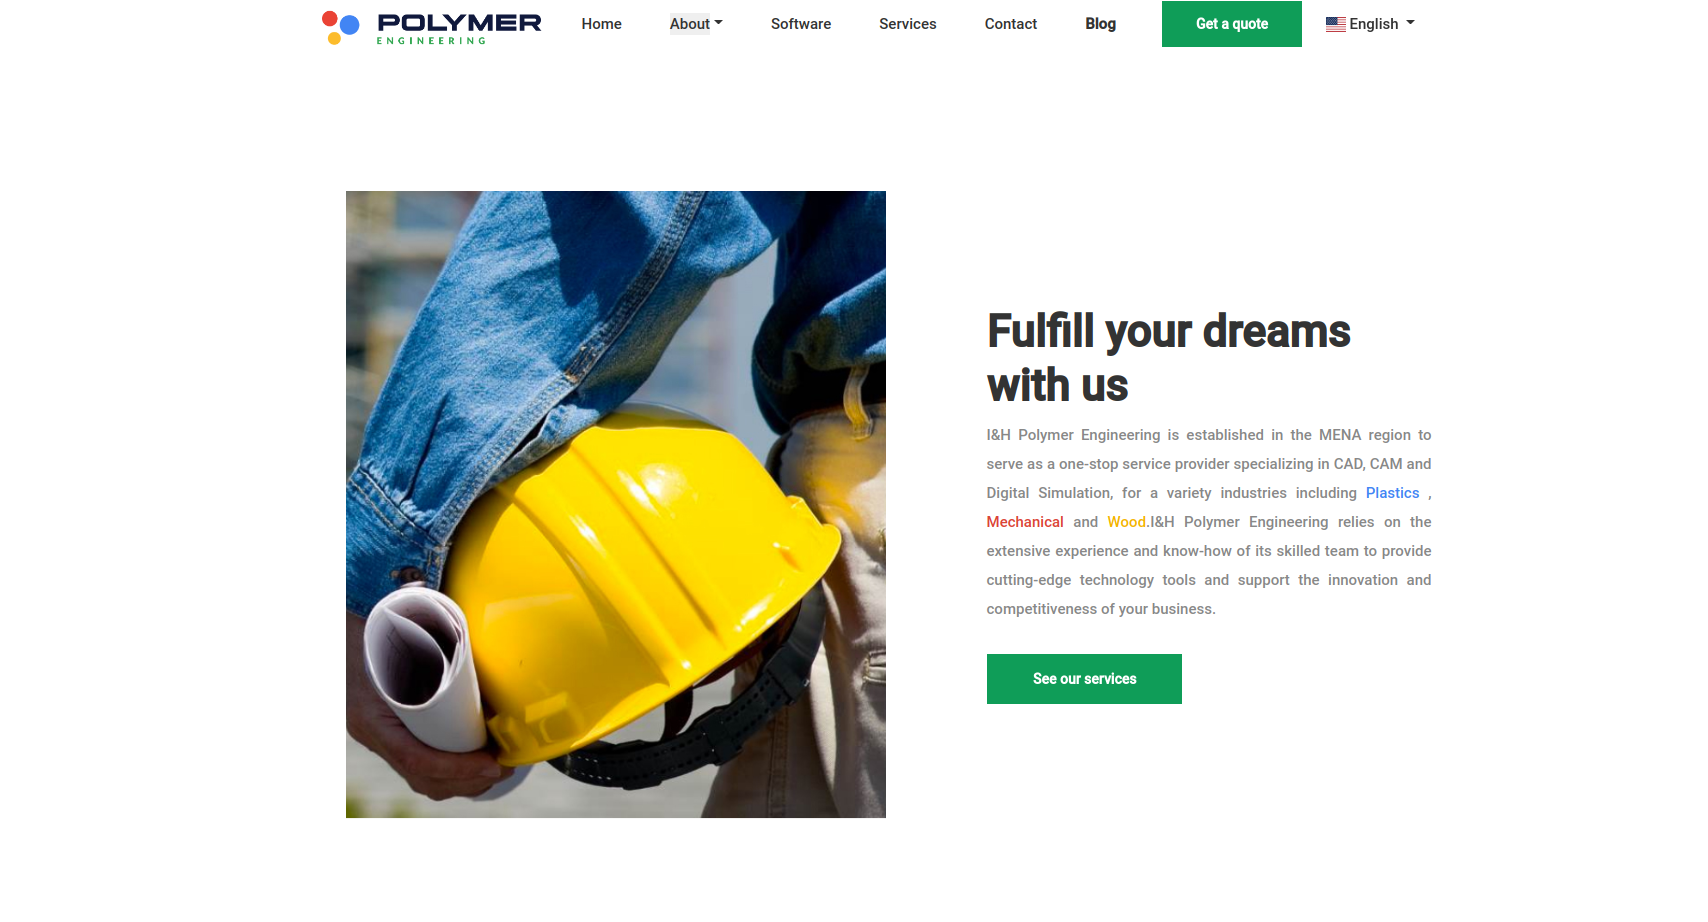 POLYMER
ENGINEERING
Home
About
Software
Services
Contact
Blog
Get a quote
English
Fulfill your dreams
with us
I&H Polymer Engineering is established in the MENA region to
serve as a one-stop service provider specializing in CAD, CAM and
Digital Simulation, for a variety industries including Plastics ,
Mechanical and Wood.I&H Polymer Engineering relies on the
extensive experience and know-how of its skilled team to provide
cutting-edge technology tools and support the innovation and
competitiveness of your business.
See our services